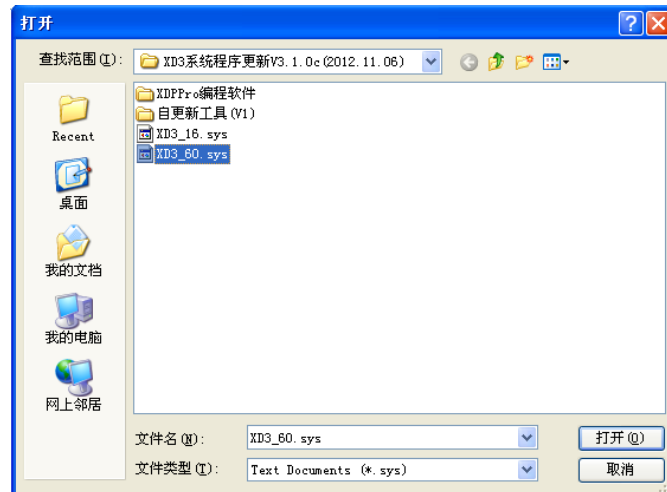 打开
查找范围(I):
XD3系统程序更新V3.1.0c(2012.11.06)
XDPPro编程软件
自更新工具(V1)
XD3_16.sys
XD3_60.sys
Recent
桌面
我的文档
我的电脑
网上邻居
文件名(N):
XD3_60.sys
打开(O)
文件类型(T):
Text Documents (*.sys)
取消